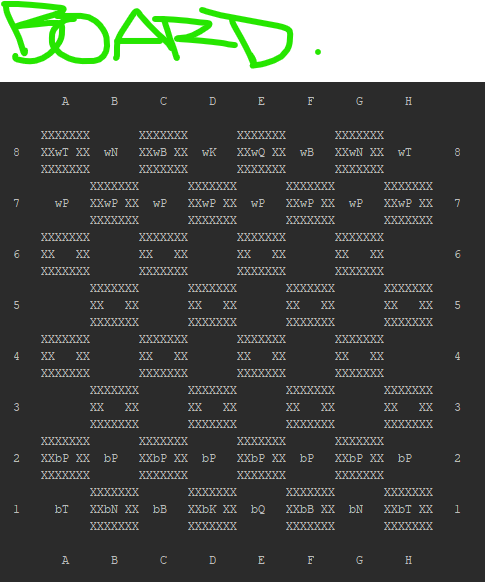 BOARD.
A B C D E F G H
XXXXXXX XXXXXXX XXXXXXX XXXXXXX
8 XXwT XX wN XXwB XX wK XXwQ XX wB XXwN XX wT 8
XXXXXXX XXXXXXX XXXXXXX XXXXXXX
XXXXXXX XXXXXXX XXXXXXX XXXXXXX
7 wP XXwP XX wP XXwP XX wP XXwP XX wP XXwP XX 7
XXXXXXX XXXXXXX XXXXXXX XXXXXXX
XXXXXXX XXXXXXX XXXXXXX XXXXXXX
6 XX XX XX XX XX XX XX XX 6
XXXXXXX XXXXXXX XXXXXXX XXXXXXX
XXXXXXX XXXXXXX XXXXXXX XXXXXXX
5 XX XX XX XX XX XX XX XX 5
XXXXXXX XXXXXXX XXXXXXX XXXXXXX
XXXXXXX XXXXXXX XXXXXXX XXXXXXX
4 XX XX XX XX XX XX XX XX 4
XXXXXXX XXXXXXX XXXXXXX XXXXXXX
XXXXXXX XXXXXXX XXXXXXX XXXXXXX
3 XX XX XX XX XX XX XX XX 3
XXXXXXX XXXXXXX XXXXXXX XXXXXXX
XXXXXXX XXXXXXX XXXXXXX XXXXXXX
2 XXbP XX bP XXbP XX bP XXbP XX bP XXbP XX bP 2
XXXXXXX XXXXXXX XXXXXXX XXXXXXX
XXXXXXX XXXXXXX XXXXXXX XXXXXXX
1 bT XXbN XX bB XXbK XX bQ XXbB XX bN XXbT XX 1
XXXXXXX XXXXXXX XXXXXXX XXXXXXX
A B C D E F G H